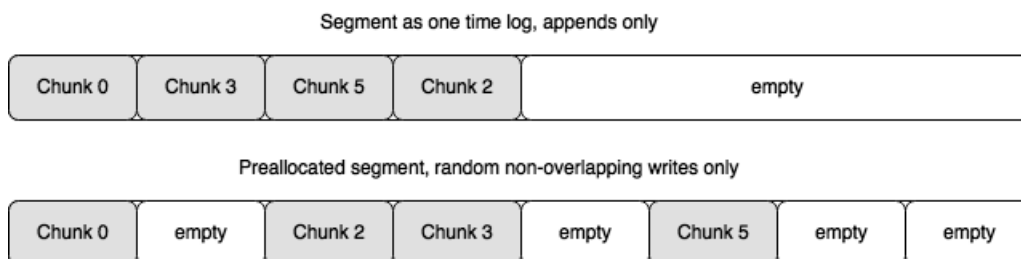 Segment as one time log, appends only
Chunk 0 Chunk 3 Chunk 5 Chunk 2 empty
Preallocated segment, random non-overlapping writes only
Chunk 0 empty Chunk 2 Chunk 3 empty Chunk 5 empty empty